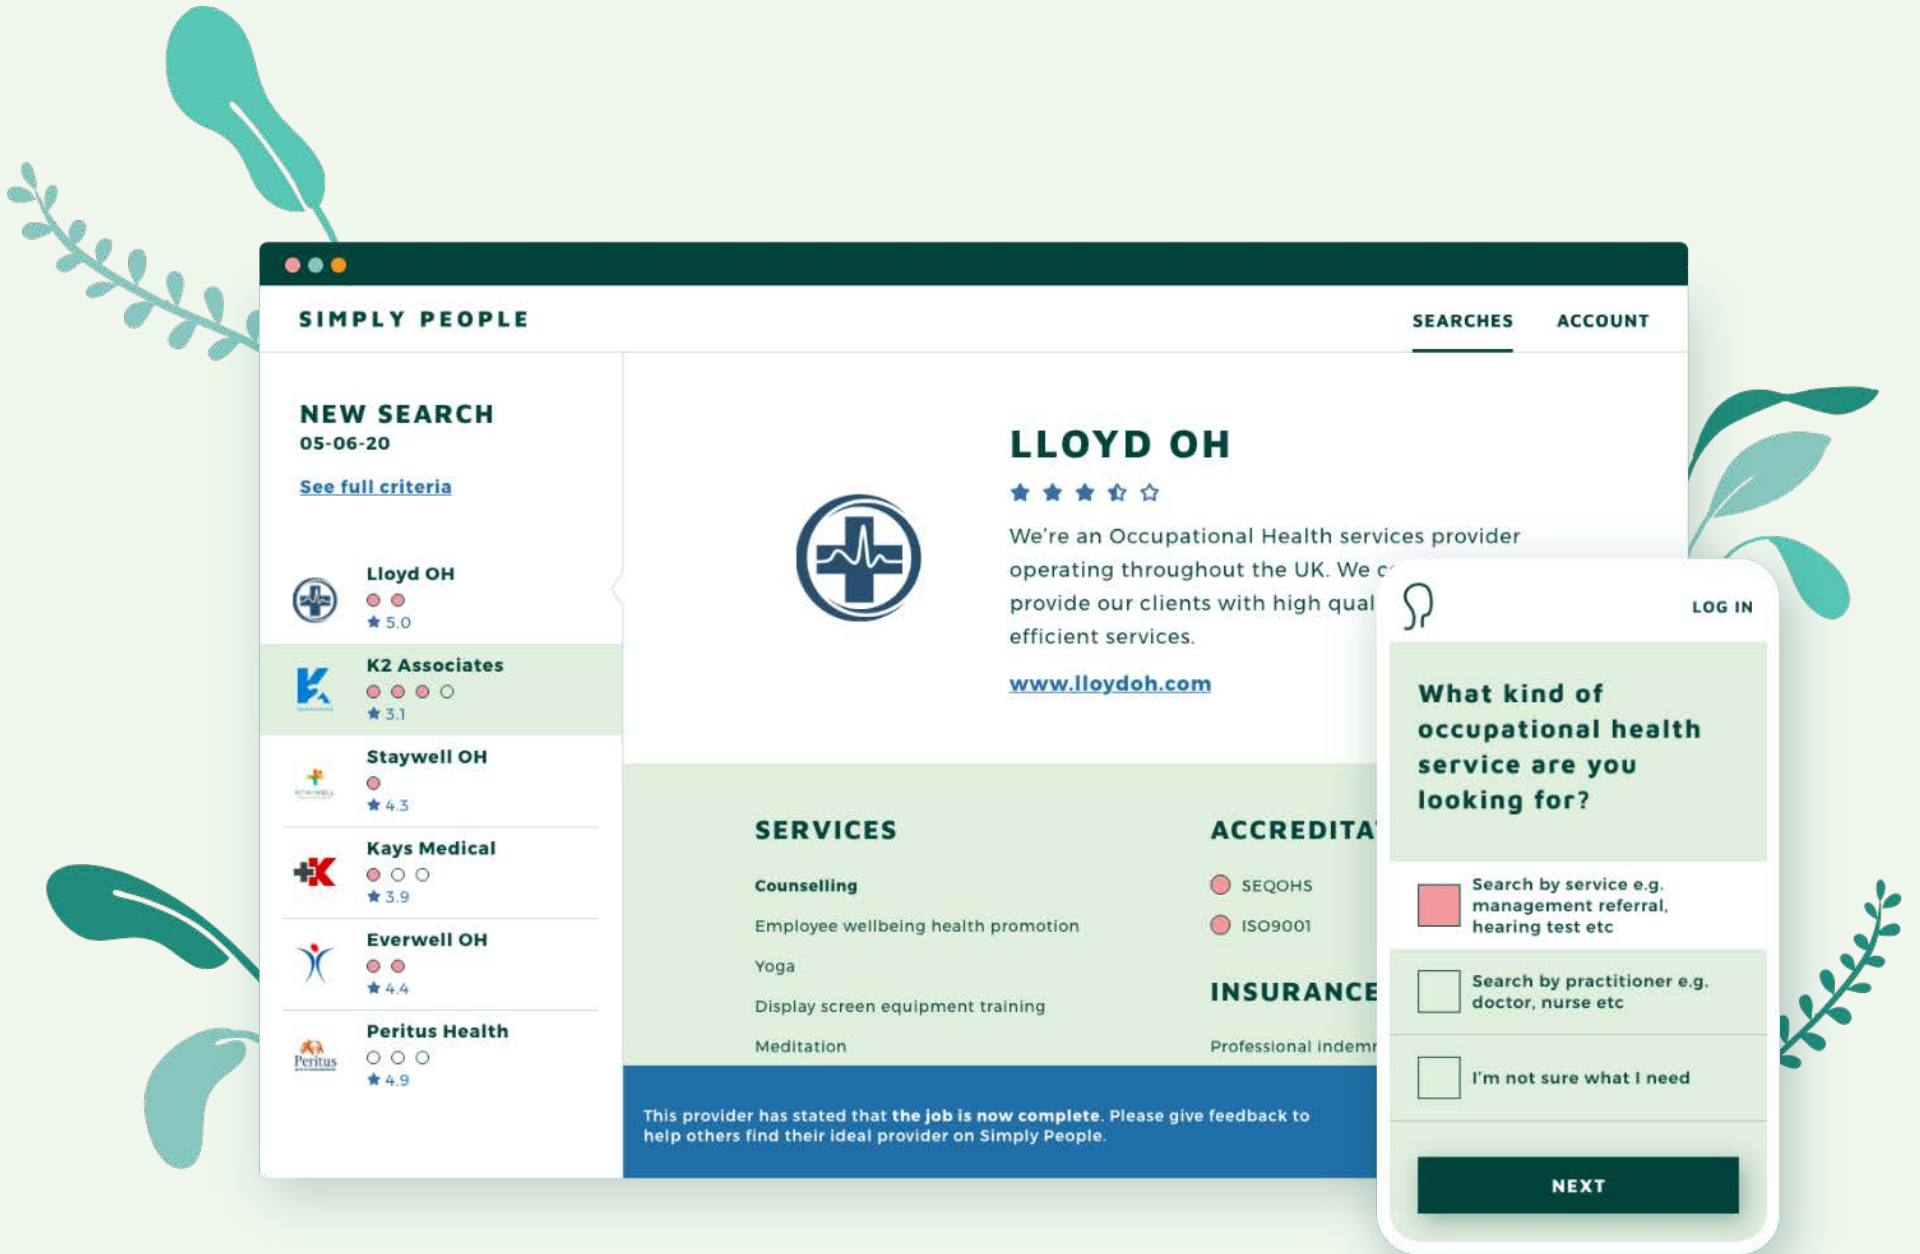 SIMPLY PEOPLE
SEARCHES
ACCOUNT
NEW SEARCH
05-06-20
See full criteria
Lloyd OH
5.0
K2 Associates
3.1
Staywell OH
4.3
Kays Medical
3.9
Everwell OH
4.4
Peritus
Peritus Health
4.9
LLOYD OH
We're an Occupational Health services provider
operating throughout the UK. We
provide our clients with high qual
efficient services.
www.lloydoh.com
SERVICES
Counselling
Employee wellbeing health promotion
Yoga
Display screen equipment training
Meditation
ACCREDITA
SEQOHS
ISO9001
INSURANCE
Professional indem
This provider has stated that the job is now complete. Please give feedback to
help others find their ideal provider on Simply People.
LOG IN
What kind of
occupational health
service are you
looking for?
Search by service e.g.
management referral,
hearing test etc
Search by practitioner e.g.
doctor, nurse etc
I'm not sure what I need
NEXT